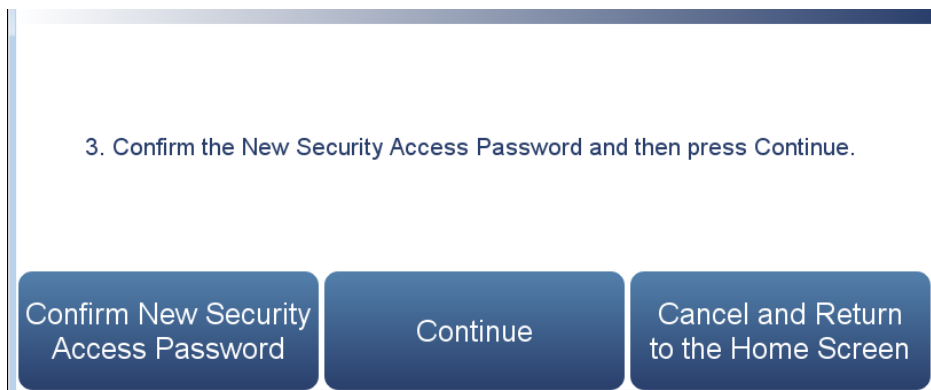 3. Confirm the New Security Access Password and then press Continue.
Confirm New Security
Access Password
Continue
Cancel and Return
to the Home Screen